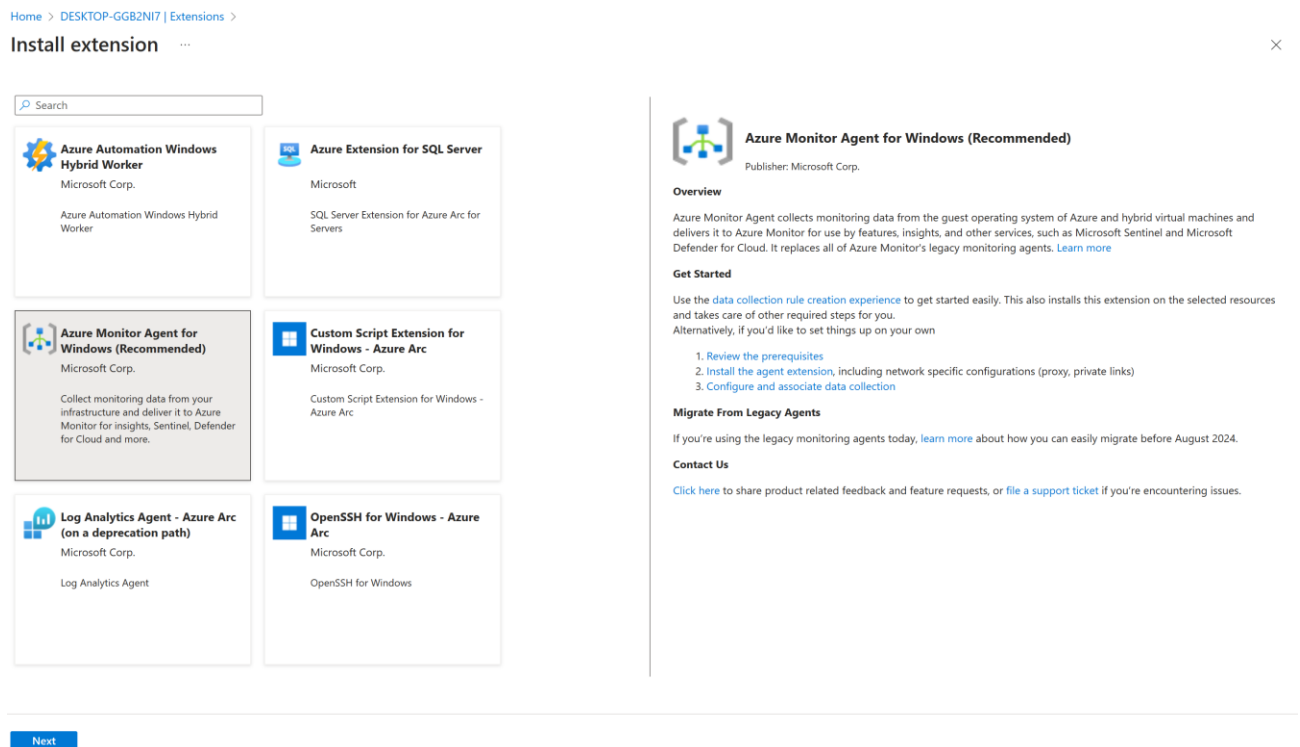 Home > DESKTOP-GGB2NI7 | Extensions >
Install extension ...
Search
Azure Automation Windows
Hybrid Worker
Microsoft Corp.
Azure Automation Windows Hybrid
Worker
Azure Extension for SQL Server
Microsoft
SQL Server Extension for Azure Arc for
Servers
Azure Monitor Agent for
Windows (Recommended)
Microsoft Corp.
Collect monitoring data from your
infrastructure and deliver it to Azure
Monitor for insights, Sentinel, Defender
for Cloud and more.
Custom Script Extension for
Windows - Azure Arc
Microsoft Corp.
Custom Script Extension for Windows -
Azure Arc
Log Analytics Agent - Azure Arc
(on a deprecation path)
Microsoft Corp.
Log Analytics Agent
OpenSSH for Windows - Azure
Arc
Microsoft Corp.
OpenSSH for Windows
Azure Monitor Agent for Windows (Recommended)
Publisher: Microsoft Corp.
Overview
Azure Monitor Agent collects monitoring data from the guest operating system of Azure and hybrid virtual machines and
delivers it to Azure Monitor for use by features, insights, and other services, such as Microsoft Sentinel and Microsoft
Defender for Cloud. It replaces all of Azure Monitor's legacy monitoring agents. Learn more
Get Started
Use the data collection rule creation experience to get started easily. This also installs this extension on the selected resources
and takes care of other required steps for you.
Alternatively, if you'd like to set things up on your own
1. Review the prerequisites
2. Install the agent extension, including network specific configurations (proxy, private links)
3. Configure and associate data collection
Migrate From Legacy Agents
If you're using the legacy monitoring agents today, learn more about how you can easily migrate before August 2024.
Contact Us
Click here to share product related feedback and feature requests, or file a support ticket if you're encountering issues.
Next